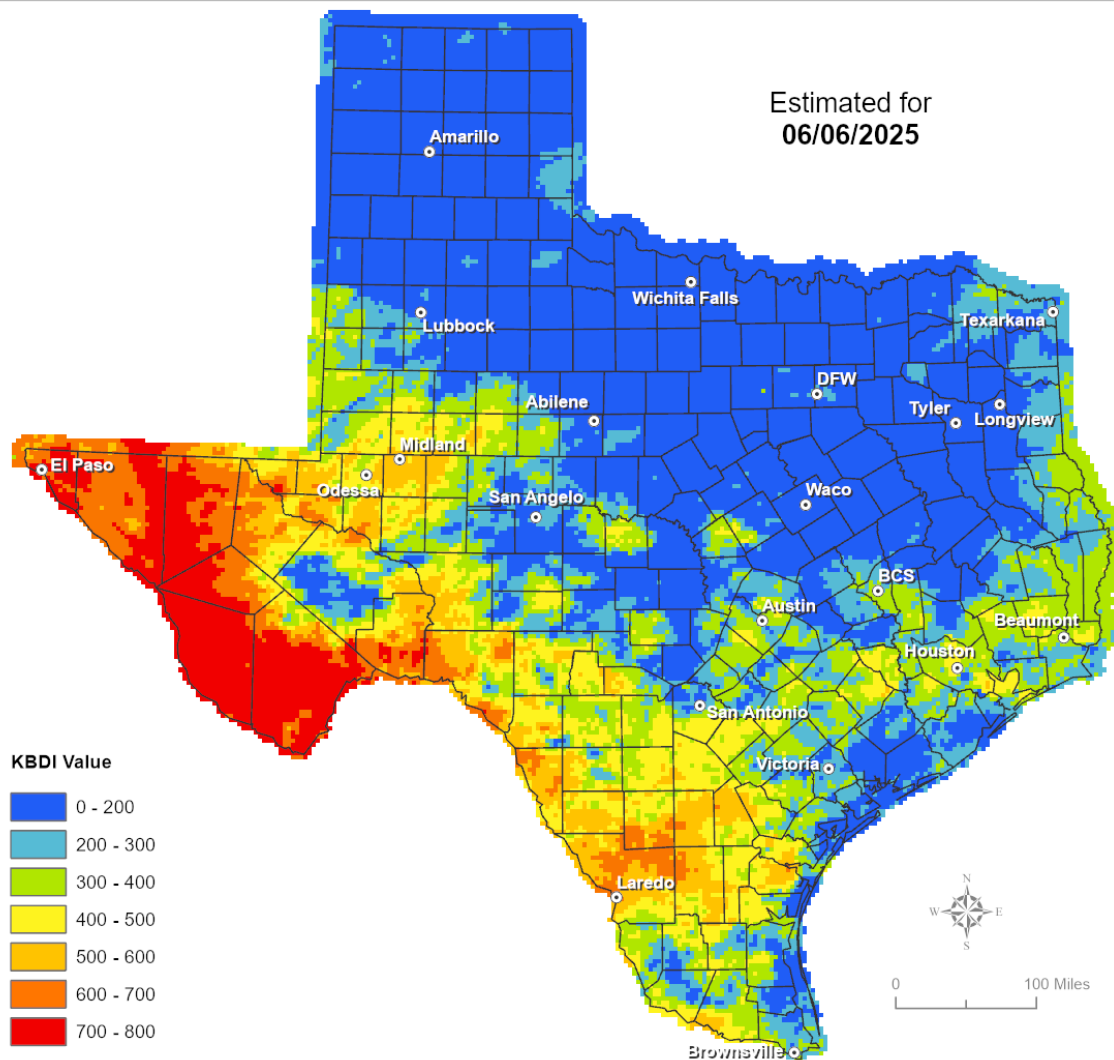 Estimated for
06/06/2025
Amarillo
Wichita Falls
Lubbock
Texarkana
DFW
Abilene
Tyler
Longview
Midland
El Paso
Odessa
San Angelo
Waco
BCS
Austin
Beaumont
Houston
San Antonio
Victoria
KBDI Value
0 - 200
200 - 300
300 - 400
400 - 500
500 - 600
600 - 700
700 - 800
Laredo
N
W E
S
0 100 Miles
Brownsville